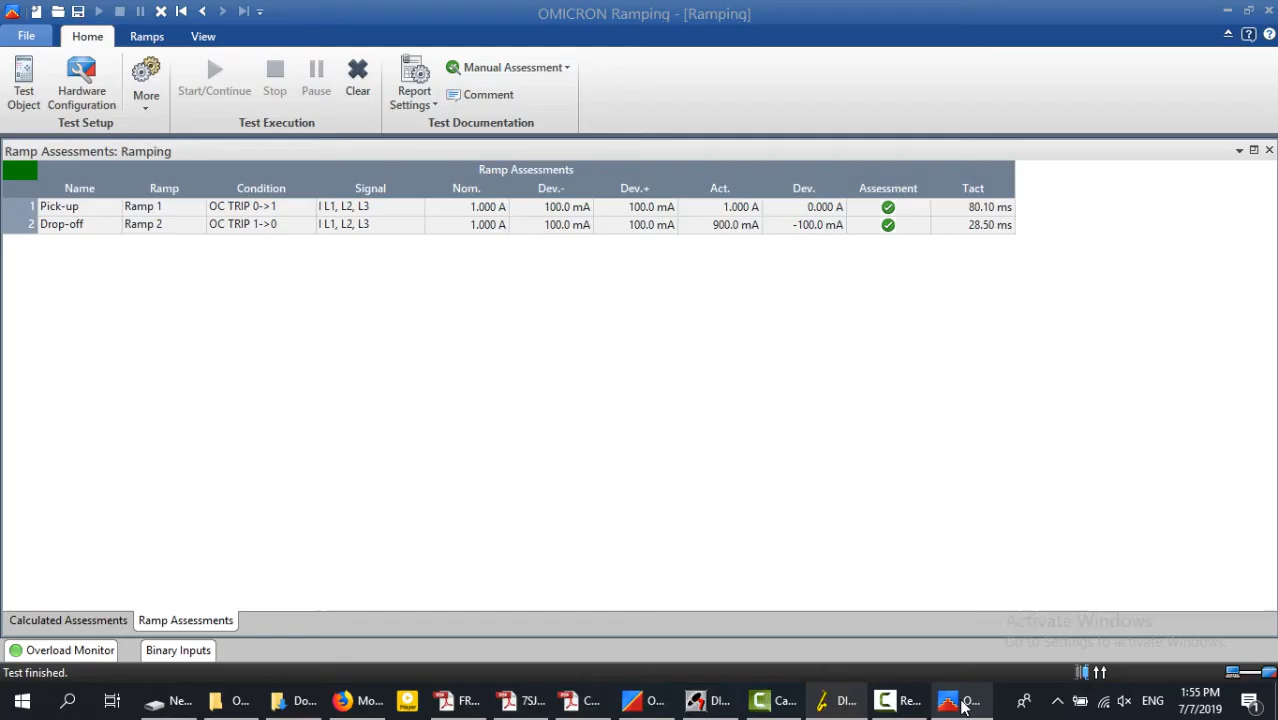 OMICRON Ramping - [Ramping]
File Home Ramps View
Test Object
Hardware Configuration
More
Start/Continue
Stop
Pause
Clear
Report Settings
Manual Assessment
Comment
Test Setup
Test Execution
Test Documentation
Ramp Assessments: Ramping
Ramp Assessments
Name Ramp Condition Signal Nom. Dev.- Dev.+ Act. Dev. Assessment Tact
1 Pick-up Ramp 1 OC TRIP 0->1 I L1, L2, L3 1.000 A 100.0 mA 100.0 mA 1.000 A 0.000 A 80.10 ms
2 Drop-off Ramp 2 OC TRIP 1->0 I L1, L2, L3 1.000 A 100.0 mA 100.0 mA 900.0 mA -100.0 mA 28.50 ms
Calculated Assessments Ramp Assessments
Activate Windows
Go to Settings to activate Windows.
Overload Monitor Binary Inputs
Test finished.
Ne... O... Do... Mo... Player FR... 7SJ... C... O... DI... Ca... DI... Re... O... ENG 1:55 PM
7/7/2019
1